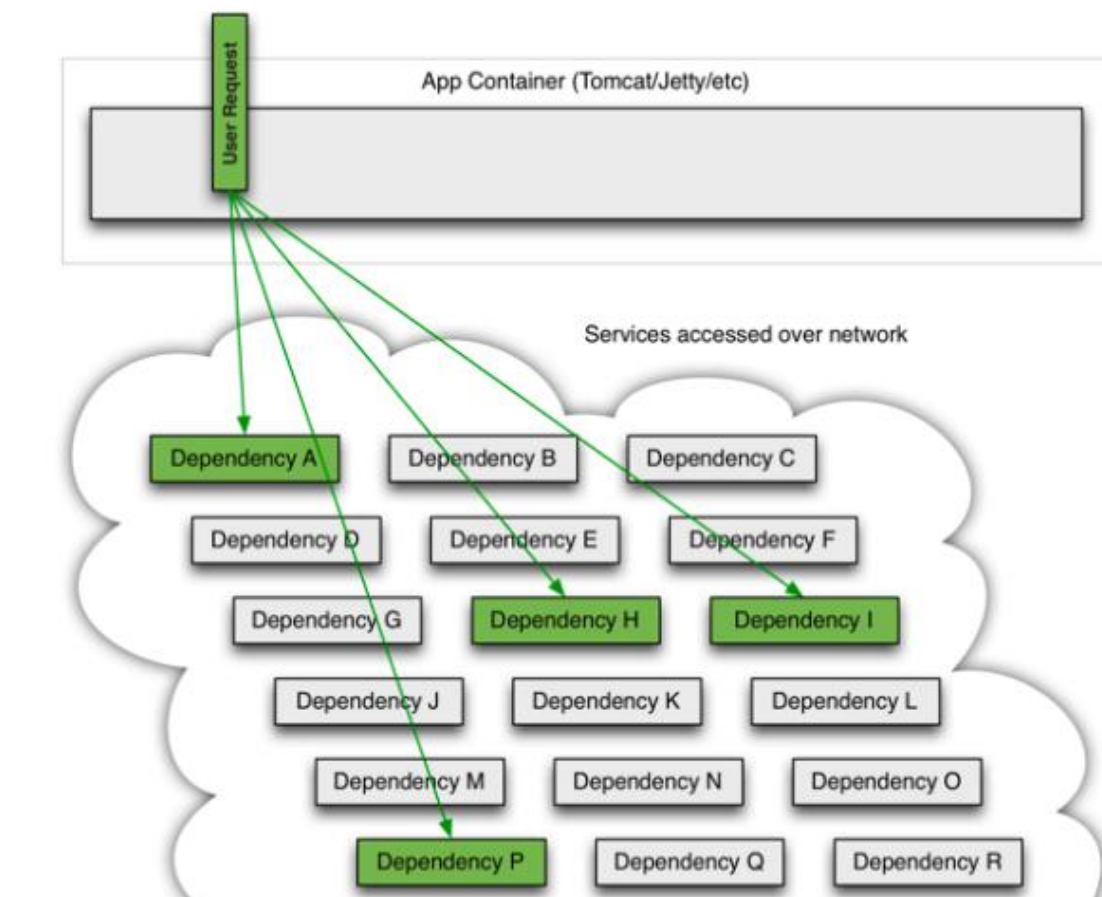 User Request
App Container (Tomcat/Jetty/etc)
Services accessed over network
Dependency A
Dependency B
Dependency C
Dependency D
Dependency E
Dependency F
Dependency G
Dependency H
Dependency I
Dependency J
Dependency K
Dependency L
Dependency M
Dependency N
Dependency O
Dependency P
Dependency Q
Dependency R